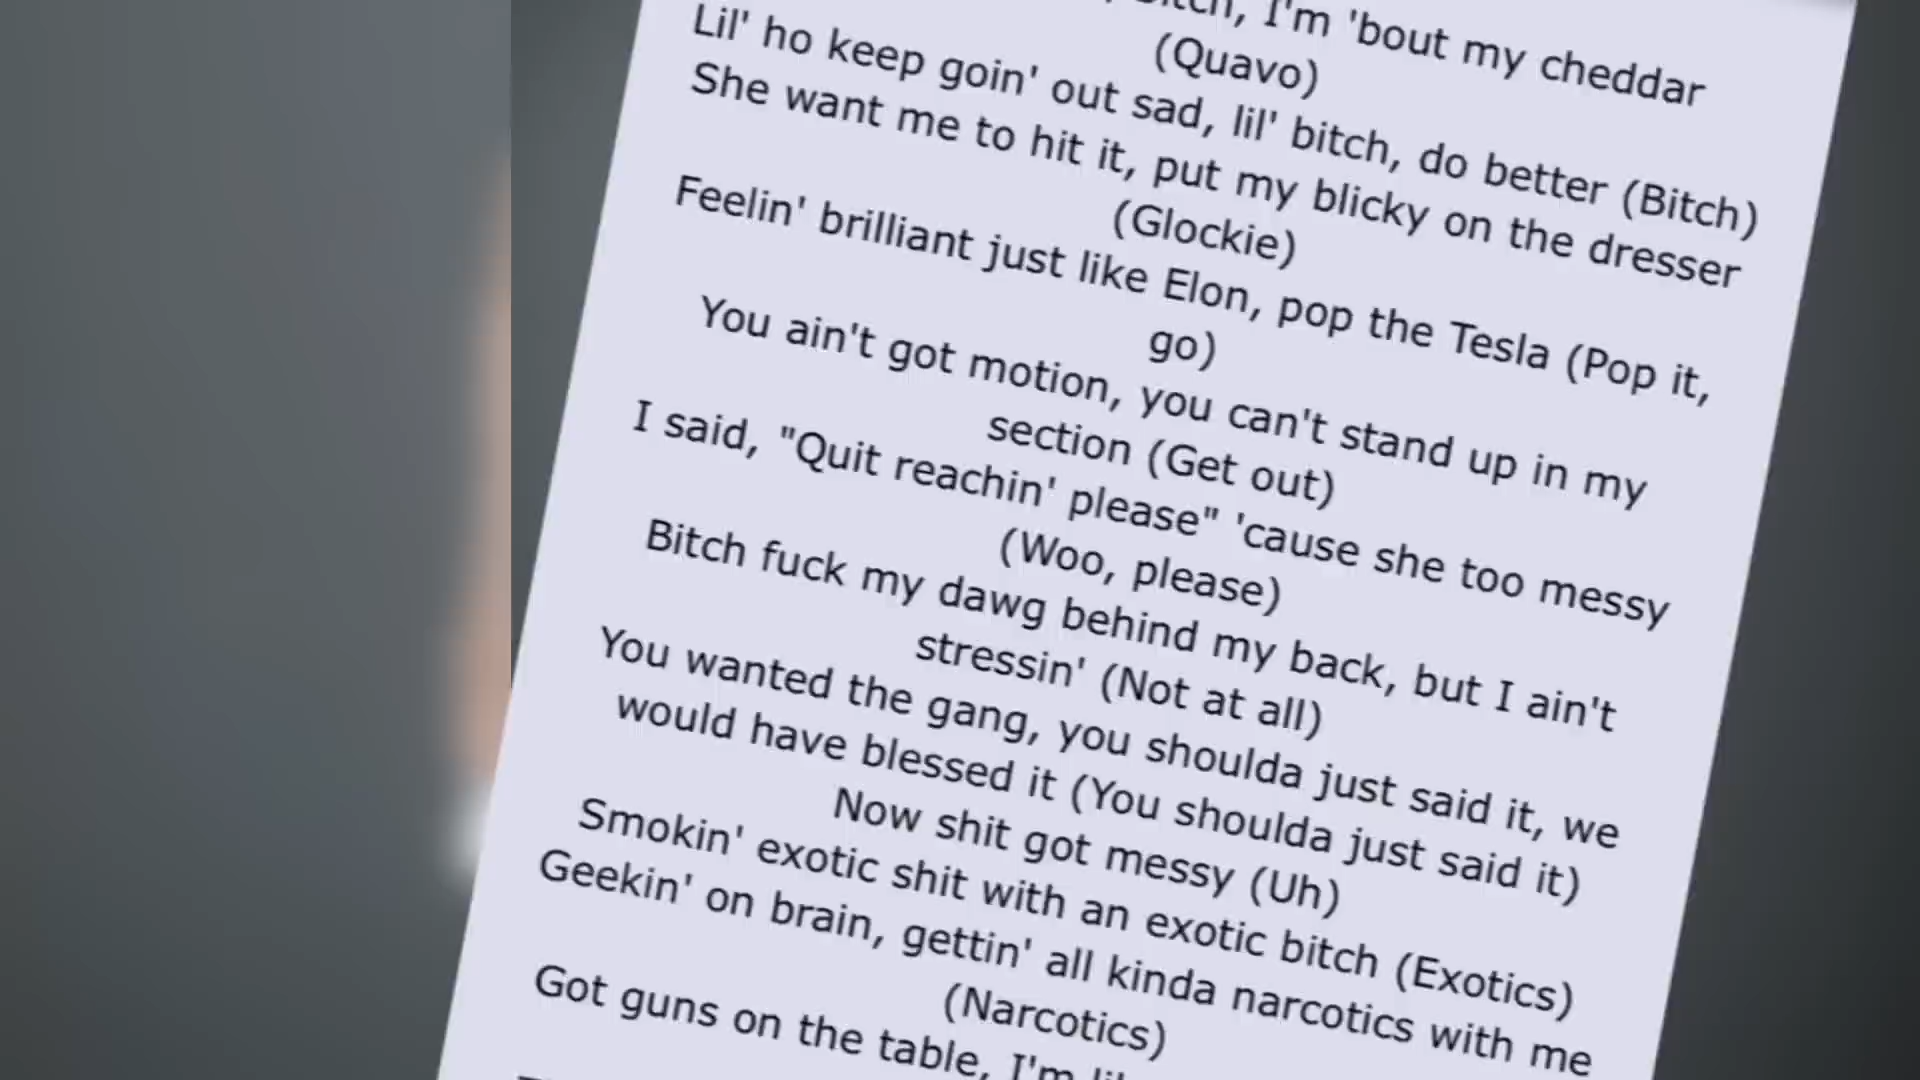 bitch, I'm 'bout my cheddar
(Quavo)
Lil' ho keep goin' out sad, lil' bitch, do better (Bitch)
She want me to hit it, put my blicky on the dresser
(Glockie)
Feelin' brilliant just like Elon, pop the Tesla (Pop it,
go)
You ain't got motion, you can't stand up in my
section (Get out)
I said, "Quit reachin' please" 'cause she too messy
(Woo, please)
Bitch fuck my dawg behind my back, but I ain't
stressin' (Not at all)
You wanted the gang, you shoulda just said it, we
would have blessed it (You shoulda just said it)
Now shit got messy (Uh)
Smokin' exotic shit with an exotic bitch (Exotics)
Geekin' on brain, gettin' all kinda narcotics with me
(Narcotics)
Got guns on the table, I'm